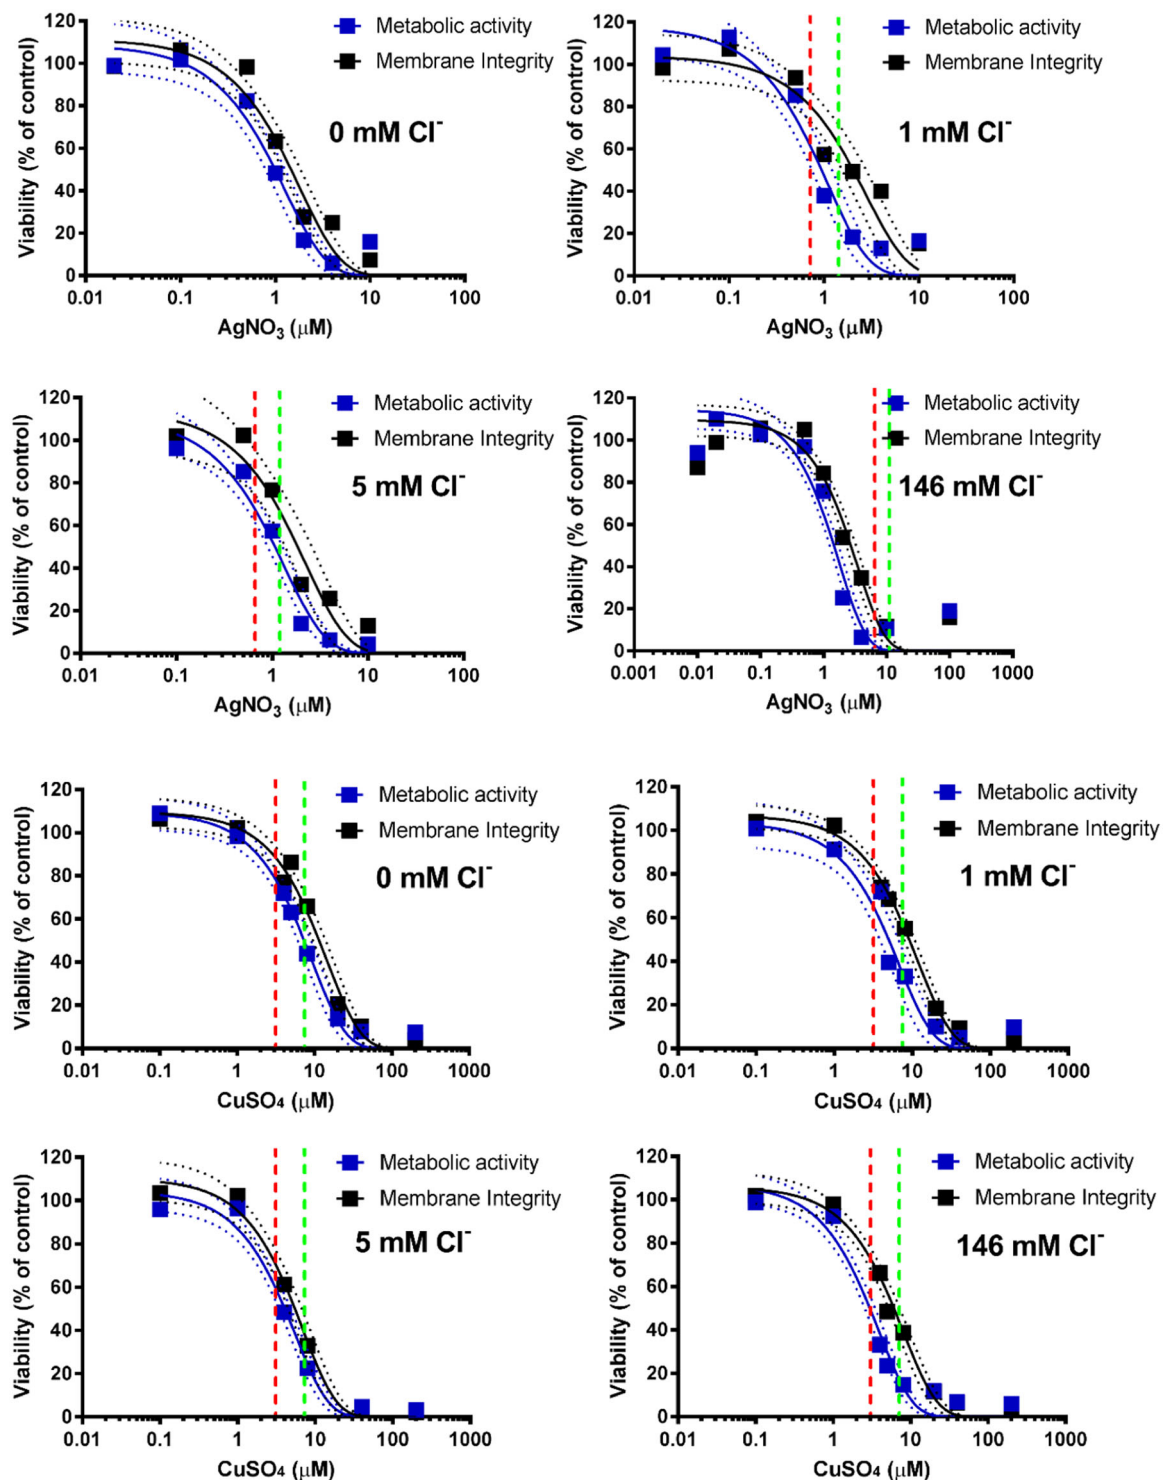 120
100
80
60
40
20
0
Viability (% of control)
Metabolic activity
Membrane Integrity
0 mM Cl⁻
0.01 0.1 1 10 100
AgNO₃ (μM)
120
100
80
60
40
20
0
Viability (% of control)
Metabolic activity
Membrane Integrity
1 mM Cl⁻
0.01 0.1 1 10 100
AgNO₃ (μM)
120
100
80
60
40
20
0
Viability (% of control)
Metabolic activity
Membrane Integrity
5 mM Cl⁻
0.01 0.1 1 10 100
AgNO₃ (μM)
120
100
80
60
40
20
0
Viability (% of control)
Metabolic activity
Membrane Integrity
146 mM Cl⁻
0.001 0.01 0.1 1 10 100 1000
AgNO₃ (μM)
120
100
80
60
40
20
0
Viability (% of control)
Metabolic activity
Membrane Integrity
0 mM Cl⁻
0.01 0.1 1 10 100 1000
CuSO₄ (μM)
120
100
80
60
40
20
0
Viability (% of control)
Metabolic activity
Membrane Integrity
1 mM Cl⁻
0.01 0.1 1 10 100 1000
CuSO₄ (μM)
120
100
80
60
40
20
0
Viability (% of control)
Metabolic activity
Membrane Integrity
5 mM Cl⁻
0.01 0.1 1 10 100 1000
CuSO₄ (μM)
120
100
80
60
40
20
0
Viability (% of control)
Metabolic activity
Membrane Integrity
146 mM Cl⁻
0.01 0.1 1 10 100 1000
CuSO₄ (μM)